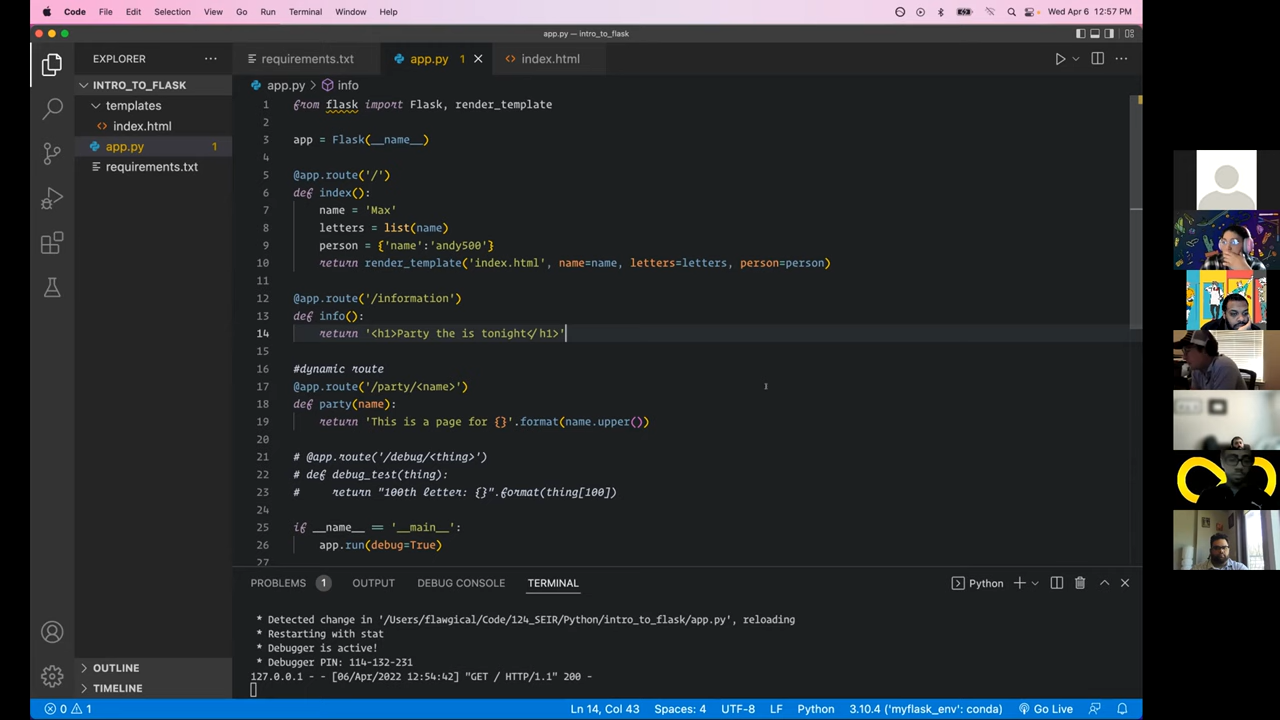 Code File Edit Selection View Go Run Terminal Window Help Wed Apr 6 12:57 PM
app.py — intro_to_flask
EXPLORER
requirements.txt app.py 1 index.html
INTRO_TO_FLASK
templates
index.html
app.py 1
requirements.txt
OUTLINE
TIMELINE
app.py > info
1 from flask import Flask, render_template
2
3 app = Flask(__name__)
4
5 @app.route('/')
6 def index():
7 name = 'Max'
8 letters = list(name)
9 person = {'name':'andy500'}
10 return render_template('index.html', name=name, letters=letters, person=person)
11
12 @app.route('/information')
13 def info():
14 return '<h1>Party the is tonight</h1>'
15
16 #dynamic route
17 @app.route('/party/<name>')
18 def party(name):
19 return 'This is a page for {}'.format(name.upper())
20
21 # @app.route('/debug/<thing>')
22 # def debug_test(thing):
23 # return "100th letter: {}".format(thing[100])
24
25 if __name__ == '__main__':
26 app.run(debug=True)
27
PROBLEMS 1 OUTPUT DEBUG CONSOLE TERMINAL Python
* Detected change in '/Users/flawgical/Code/124_SEIR/Python/intro_to_flask/app.py', reloading
* Restarting with stat
* Debugger is active!
* Debugger PIN: 114-132-231
127.0.0.1 - - [06/Apr/2022 12:54:42] "GET / HTTP/1.1" 200 -
0 1 Ln 14, Col 43 Spaces: 4 UTF-8 LF Python 3.10.4 ('myflask_env': conda) Go Live